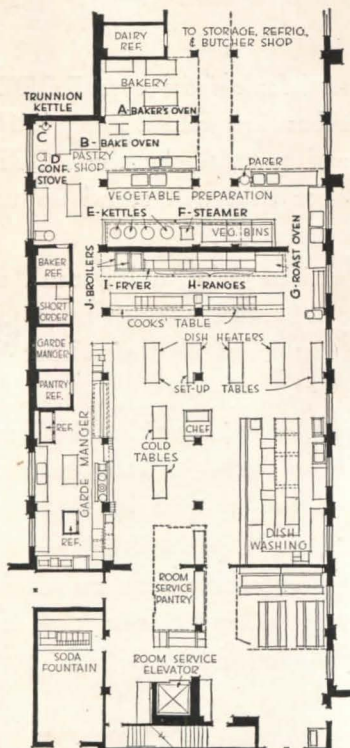 DAIRY
REF.
TO STORAGE, REFRIG.
& BUTCHER SHOP
BAKERY
TRUNNION
KETTLE
A-BAKER'S OVEN
B-BAKE OVEN
C
PASTRY
SHOP
D
CONF.
STOVE
PARER
VEGETABLE PREPARATION
E-KETTLES
F-STEAMER
VEG. BINS
G-ROAST OVEN
J-BROILERS
I-FRYER
H-RANGES
COOKS' TABLE
BAKER
REF.
SHORT
ORDER
GARDE
MANGER
PANTRY
REF.
DISH HEATERS
SET-UP TABLES
REF.
CHEF
COLD
TABLES
GARDE MANGER
REF.
DISH
WASHING
ROOM
SERVICE
PANTRY
SODA
FOUNTAIN
ROOM SERVICE
ELEVATOR